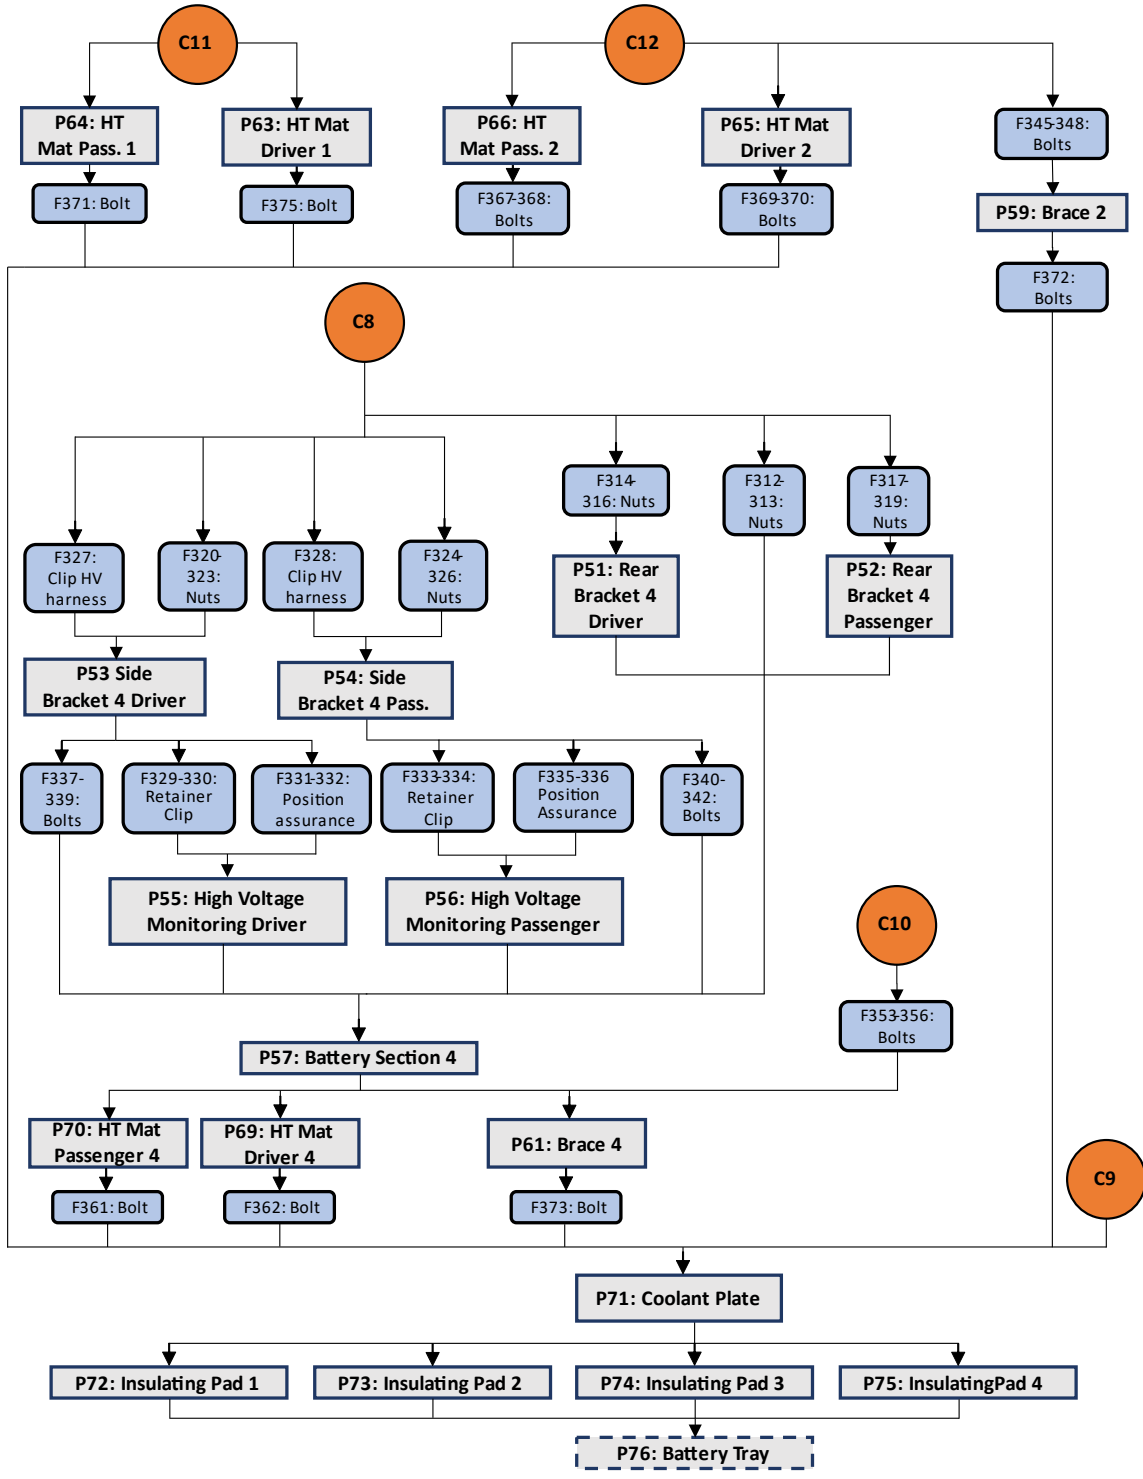 C11
C12
P64: HT
Mat Pass. 1
P63: HT Mat
Driver 1
P66: HT
Mat Pass. 2
P65: HT Mat
Driver 2
F345-348:
Bolts
F371: Bolt
F375: Bolt
F367-368:
Bolts
F369-370:
Bolts
P59: Brace 2
F372:
Bolts
C8
F314-
316: Nuts
F312-
313:
Nuts
F317-
319:
Nuts
F327:
Clip HV
harness
F320-
323:
Nuts
F328:
Clip HV
harness
F324-
326:
Nuts
P51: Rear
Bracket 4
Driver
P52: Rear
Bracket 4
Passenger
P53 Side
Bracket 4 Driver
P54: Side
Bracket 4 Pass.
F337-
339:
Bolts
F329-330:
Retainer
Clip
F331-332:
Position
assurance
F333-334:
Retainer
Clip
F335-336
Position
Assurance
F340-
342:
Bolts
P55: High Voltage
Monitoring Driver
P56: High Voltage
Monitoring Passenger
C10
F353-356:
Bolts
P57: Battery Section 4
P70: HT Mat
Passenger 4
P69: HT Mat
Driver 4
P61: Brace 4
C9
F361: Bolt
F362: Bolt
F373: Bolt
P71: Coolant Plate
P72: Insulating Pad 1
P73: Insulating Pad 2
P74: Insulating Pad 3
P75: InsulatingPad 4
P76: Battery Tray